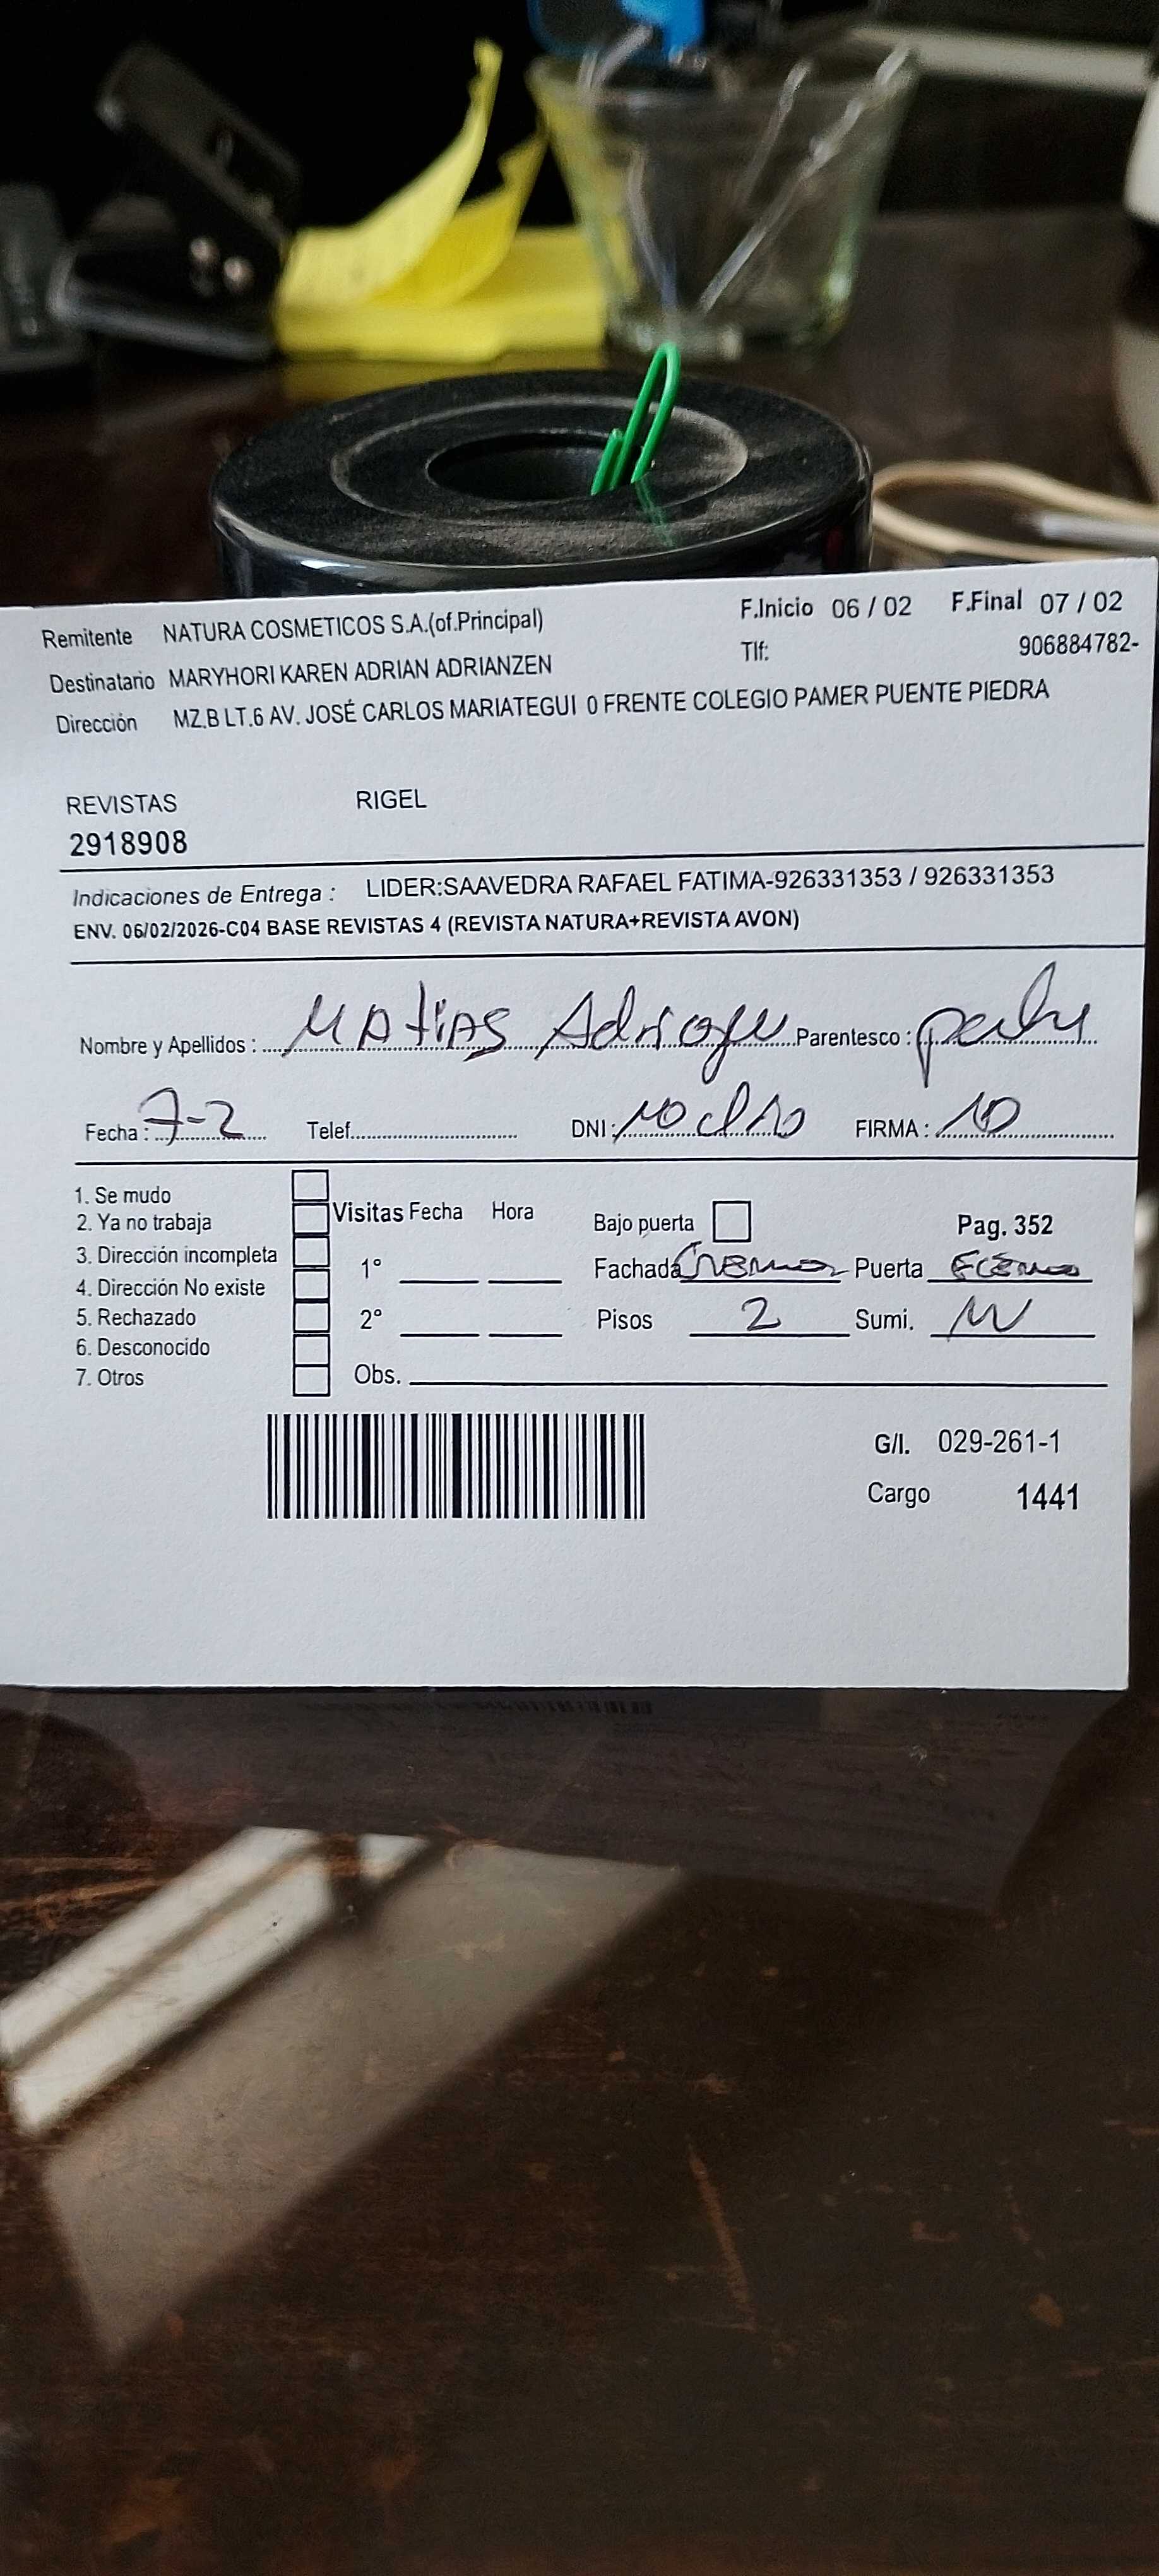 Remitente NATURA COSMETICOS S.A.(of.Principal) F.Inicio 06 / 02 F.Final 07 / 02
Tlf: 906884782-
Destinatario MARYHORI KAREN ADRIAN ADRIANZEN
Dirección MZ.B LT.6 AV. JOSÉ CARLOS MARIATEGUI 0 FRENTE COLEGIO PAMER PUENTE PIEDRA
REVISTAS RIGEL
2918908
Indicaciones de Entrega : LIDER:SAAVEDRA RAFAEL FATIMA-926331353 / 926331353
ENV. 06/02/2026-C04 BASE REVISTAS 4 (REVISTA NATURA+REVISTA AVON)
Nombre y Apellidos : MAtiAS Parentesco :
Fecha : 7-2 Telef. DNI: FIRMA :
1. Se mudo
2. Ya no trabaja Visitas Fecha Hora Bajo puerta Pag. 352
3. Dirección incompleta 1° Fachada Puerta
4. Dirección No existe
5. Rechazado 2° Pisos 2 Sumi.
6. Desconocido
7. Otros Obs.
G/I. 029-261-1
Cargo 1441